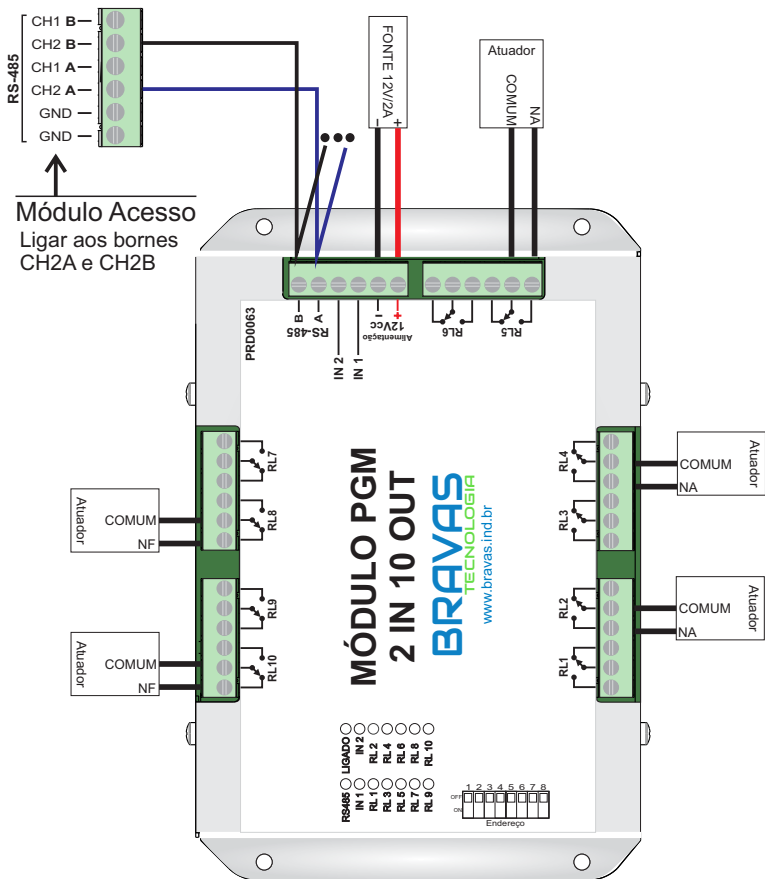 RS-485
CH1 B
CH2 B
CH1 A
CH2 A
GND
GND
Módulo Acesso
Ligar aos bornes
CH2A e CH2B
FONTE 12V/2A
- +
Atuador
COMUM
NA
PRD0063
B
A
RS-485
IN 2
IN 1
- +
12Vcc
Alimentação
RL6
RL5
RL7
RL8
RL9
RL10
RL4
RL3
RL2
RL1
Atuador
COMUM
NF
Atuador
COMUM
NF
Atuador
COMUM
NA
Atuador
COMUM
NA
MÓDULO PGM
2 IN 10 OUT
BRAVAS
TECNOLOGIA
www.bravas.ind.br
LIGADO
IN 2
RL 2
RL 4
RL 6
RL 8
RL 10
RS485
IN 1
RL 1
RL 3
RL 5
RL 7
RL 9
1 2 3 4 5 6 7 8
OFF
ON
Endereço